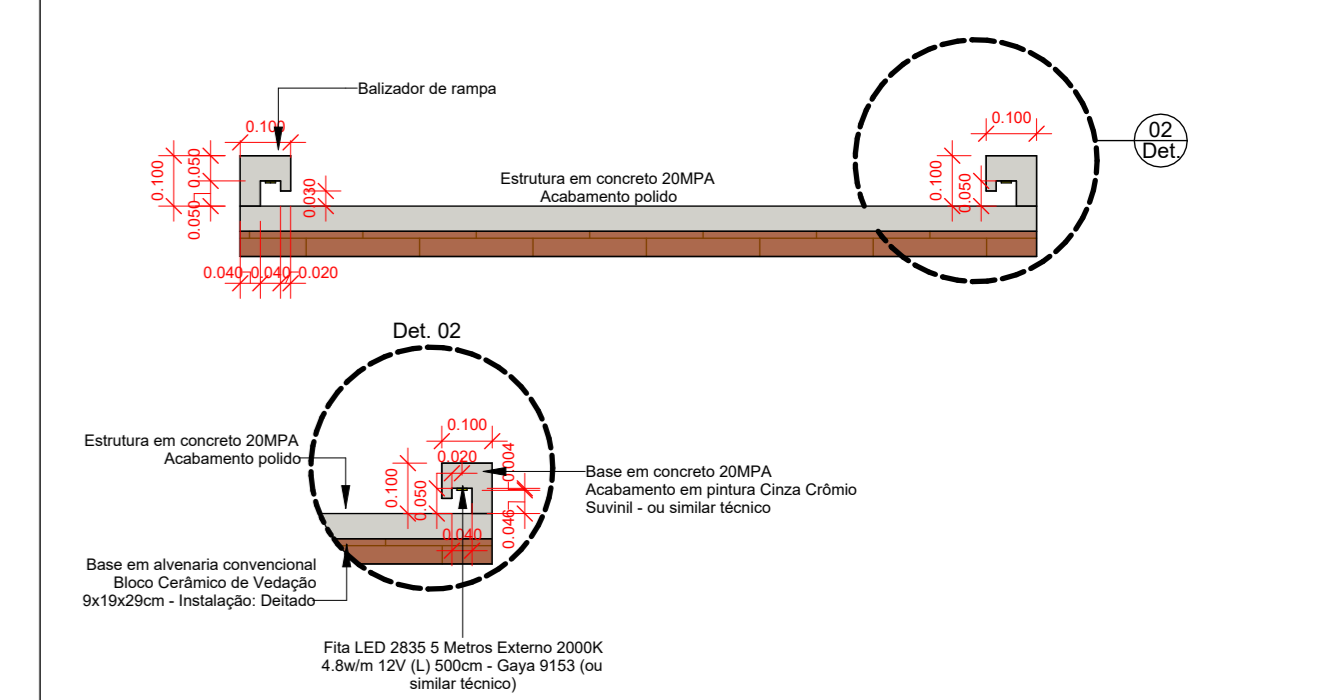 Balizador de rampa
0.100
0.100
0.050
0.050
0.030
0.040
0.040
0.020
Estrutura em concreto 20MPA
Acabamento polido
0.100
0.100
0.050
02
Det.
Det. 02
Estrutura em concreto 20MPA
Acabamento polido
0.100
0.020
0.004
0.100
0.050
0.046
0.040
Base em concreto 20MPA
Acabamento em pintura Cinza Crômio
Suvinil - ou similar técnico
Base em alvenaria convencional
Bloco Cerâmico de Vedação
9x19x29cm - Instalação: Deitado
Fita LED 2835 5 Metros Externo 2000K
4.8w/m 12V (L) 500cm - Gaya 9153 (ou
similar técnico)